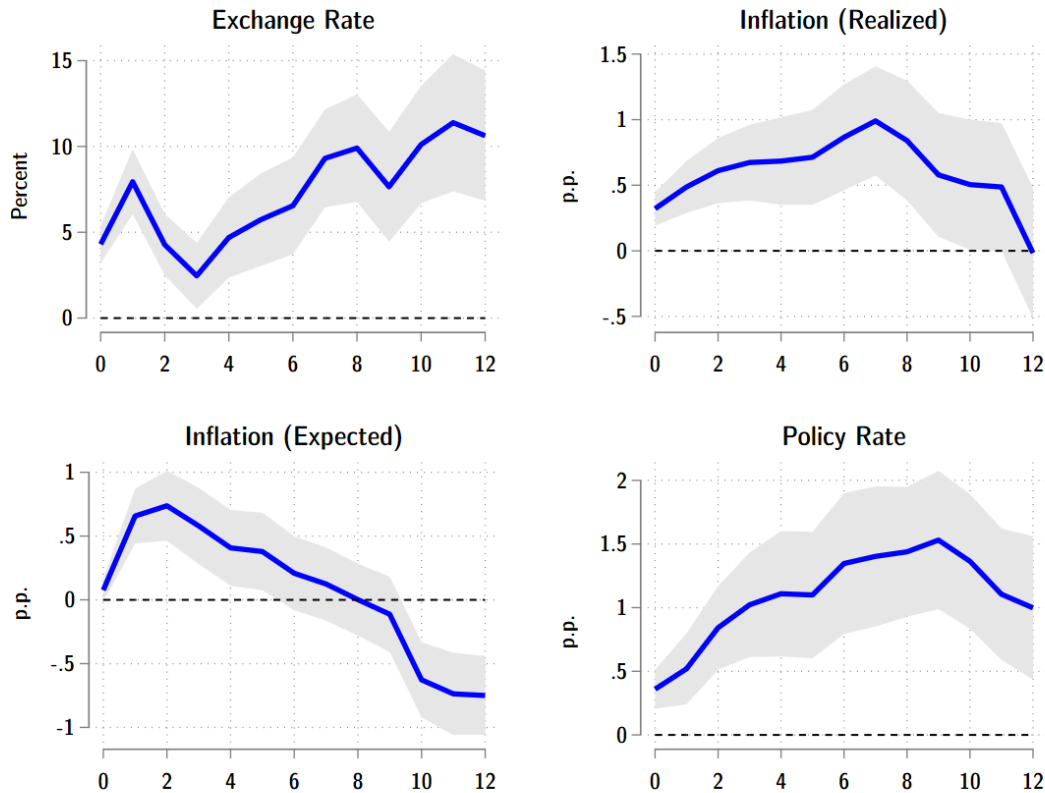 Exchange Rate
Percent
15
10
5
0
0 2 4 6 8 10 12
Inflation (Realized)
p.p.
1.5
1
.5
0
-.5
0 2 4 6 8 10 12
Inflation (Expected)
p.p.
1
.5
0
-.5
-1
0 2 4 6 8 10 12
Policy Rate
p.p.
2
1.5
1
.5
0
0 2 4 6 8 10 12